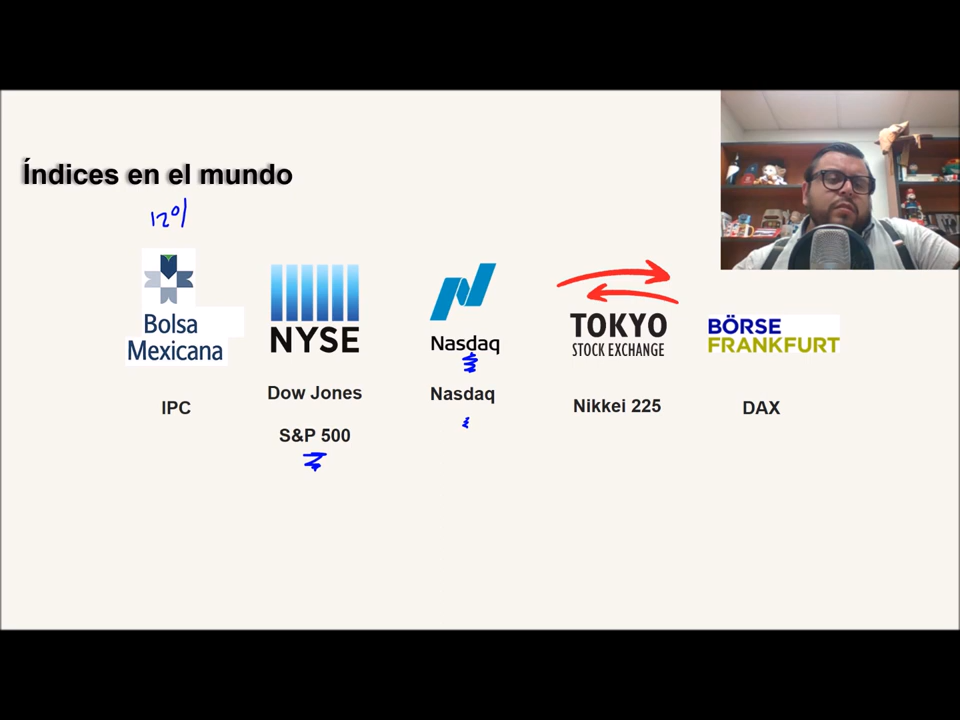 Índices en el mundo
12%
Bolsa
Mexicana
IPC
NYSE
Dow Jones
S&P 500
Nasdaq
Nasdaq
TOKYO
STOCK EXCHANGE
Nikkei 225
BÖRSE
FRANKFURT
DAX